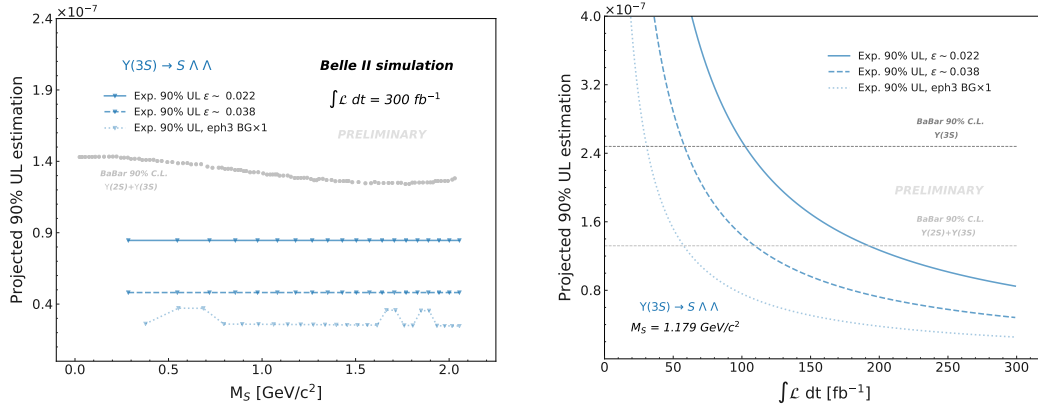 ×10⁻⁷
2.4
1.9
1.4
0.9
0.4
Projected 90% UL estimation
ϒ(3S) → S Λ Λ
Belle II simulation
Exp. 90% UL ε ~ 0.022
Exp. 90% UL ε ~ 0.038
Exp. 90% UL, eph3 BG×1
∫ℒ dt = 300 fb⁻¹
PRELIMINARY
BaBar 90% C.L.
ϒ(2S)+ϒ(3S)
0.0 0.5 1.0 1.5 2.0
M_S [GeV/c²]
×10⁻⁷
4.0
3.2
2.4
1.6
0.8
Projected 90% UL estimation
Exp. 90% UL, ε ~ 0.022
Exp. 90% UL, ε ~ 0.038
Exp. 90% UL, eph3 BG×1
BaBar 90% C.L.
ϒ(3S)
PRELIMINARY
BaBar 90% C.L.
ϒ(2S)+ϒ(3S)
ϒ(3S) → S Λ Λ
M_S = 1.179 GeV/c²
0 50 100 150 200 250 300
∫ℒ dt [fb⁻¹]